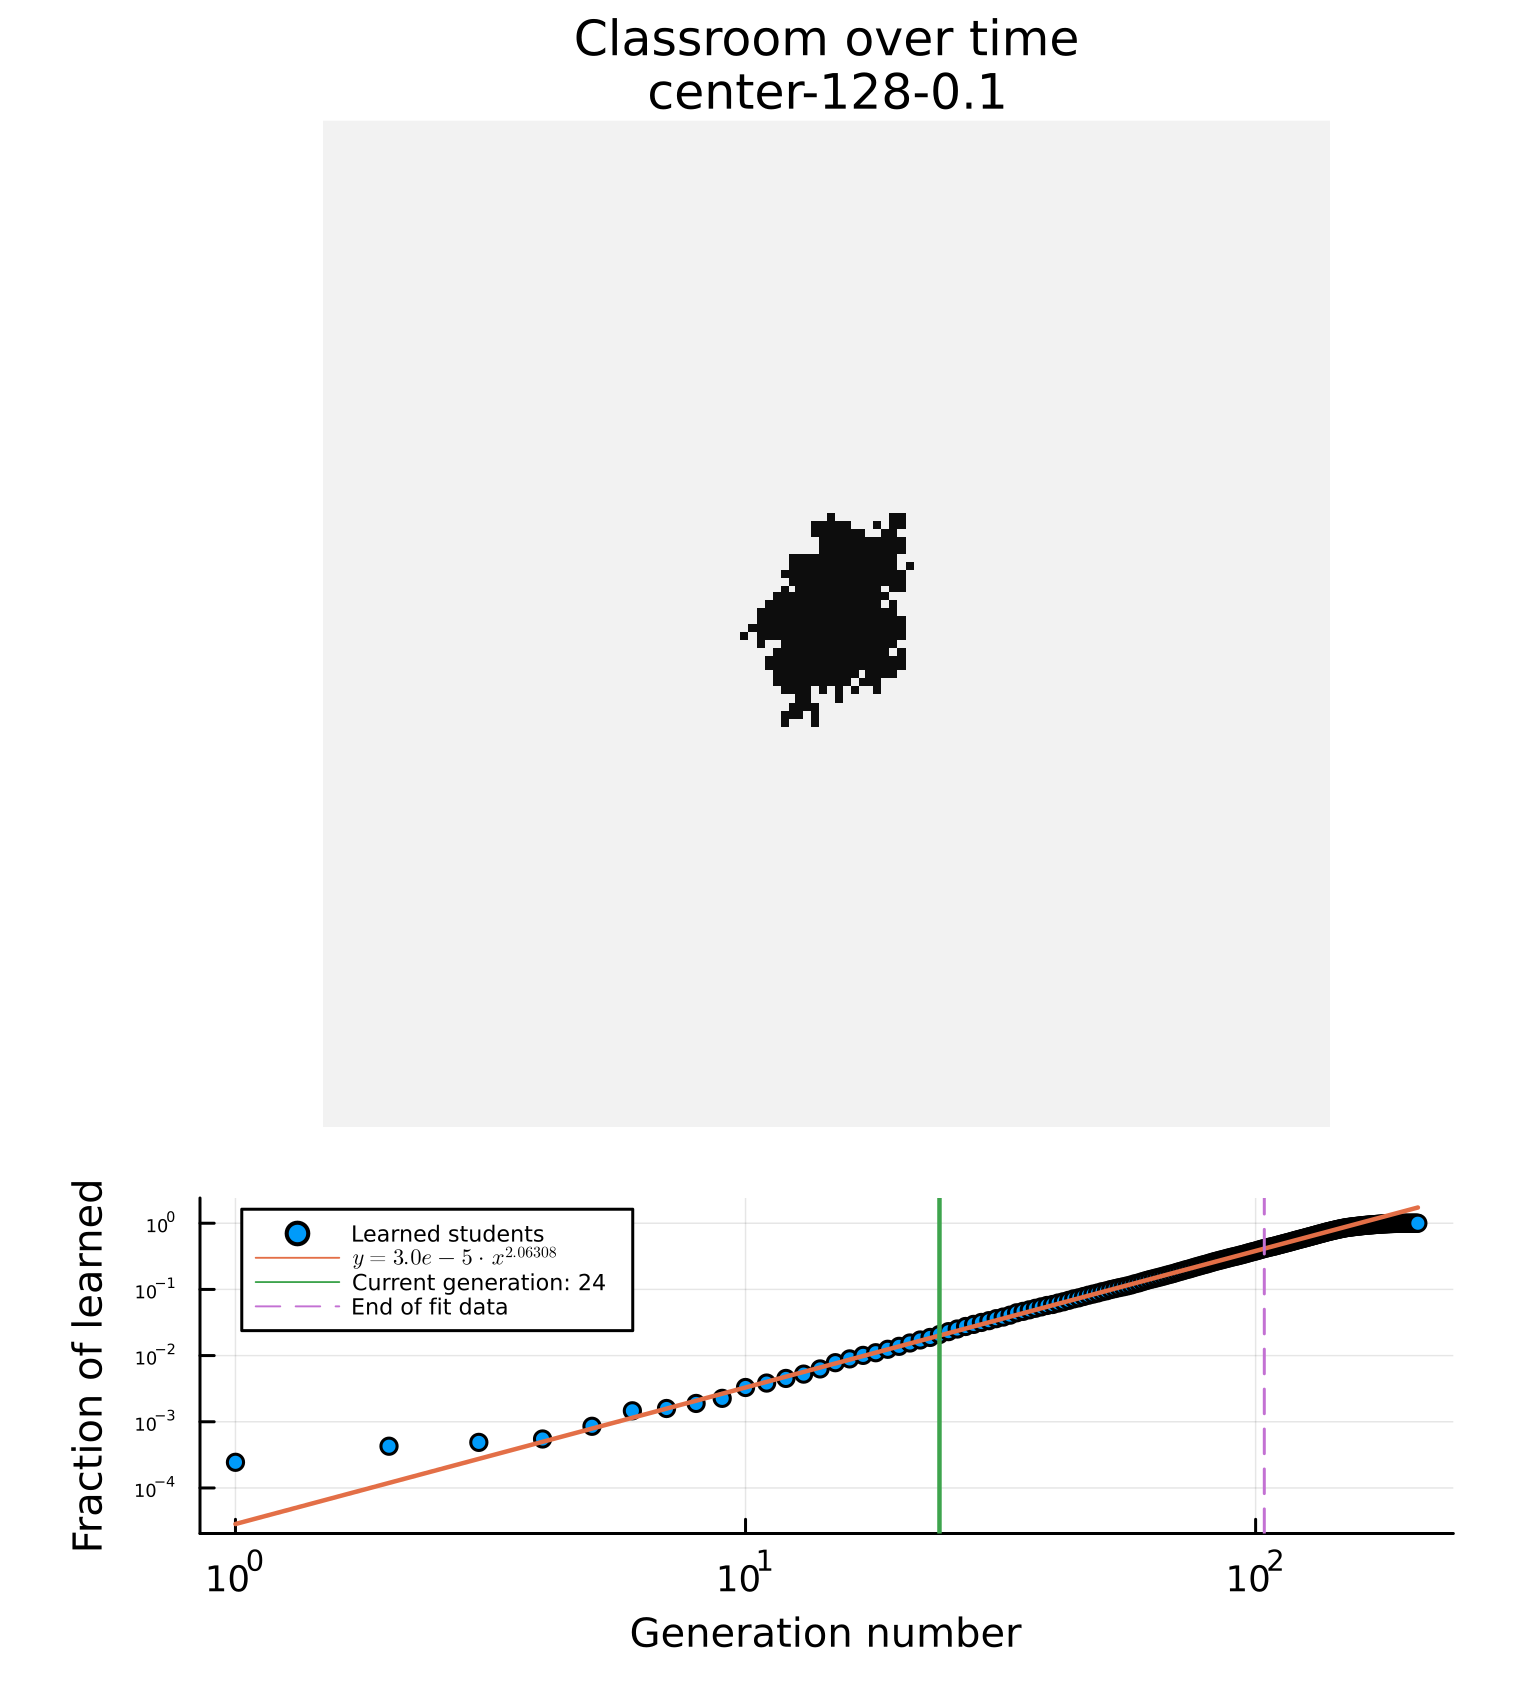 Classroom over time
center-128-0.1
Fraction of learned
10^0
10^-1
10^-2
10^-3
10^-4
Learned students
y = 3.0e − 5 · x^2.06308
Current generation: 24
End of fit data
10^0 10^1 10^2
Generation number